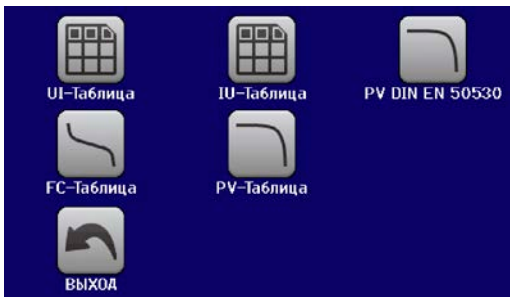 UI-Таблица
IU-Таблица
PV DIN EN 50530
FC-Таблица
PV-Таблица
ВЫХОД